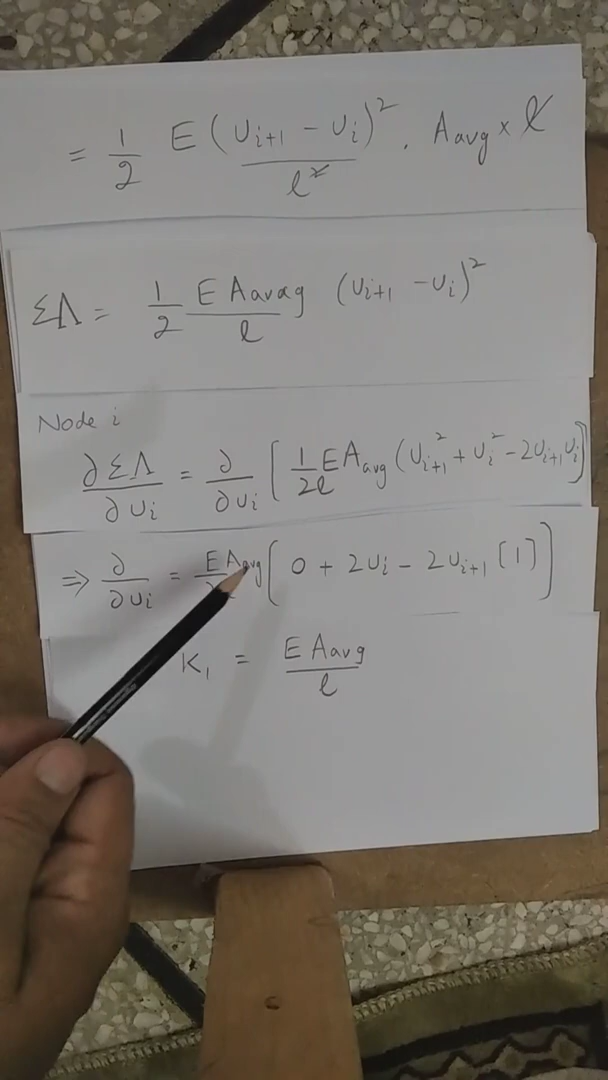 = 1/2 E (U_{i+1} - U_i)^2 / l^2 . A_avg × l
ΣΛ = 1/2 E A_avag / l (U_{i+1} - U_i)^2
Node i
∂ΣΛ/∂U_i = ∂/∂U_i [ 1/2l E A_avg (U_{i+1}^2 + U_i^2 - 2U_{i+1} U_i ]
⇒ ∂/∂U_i = E A_avg [ 0 + 2U_i - 2U_{i+1} [1] ]
K_1 = E A_avg / l